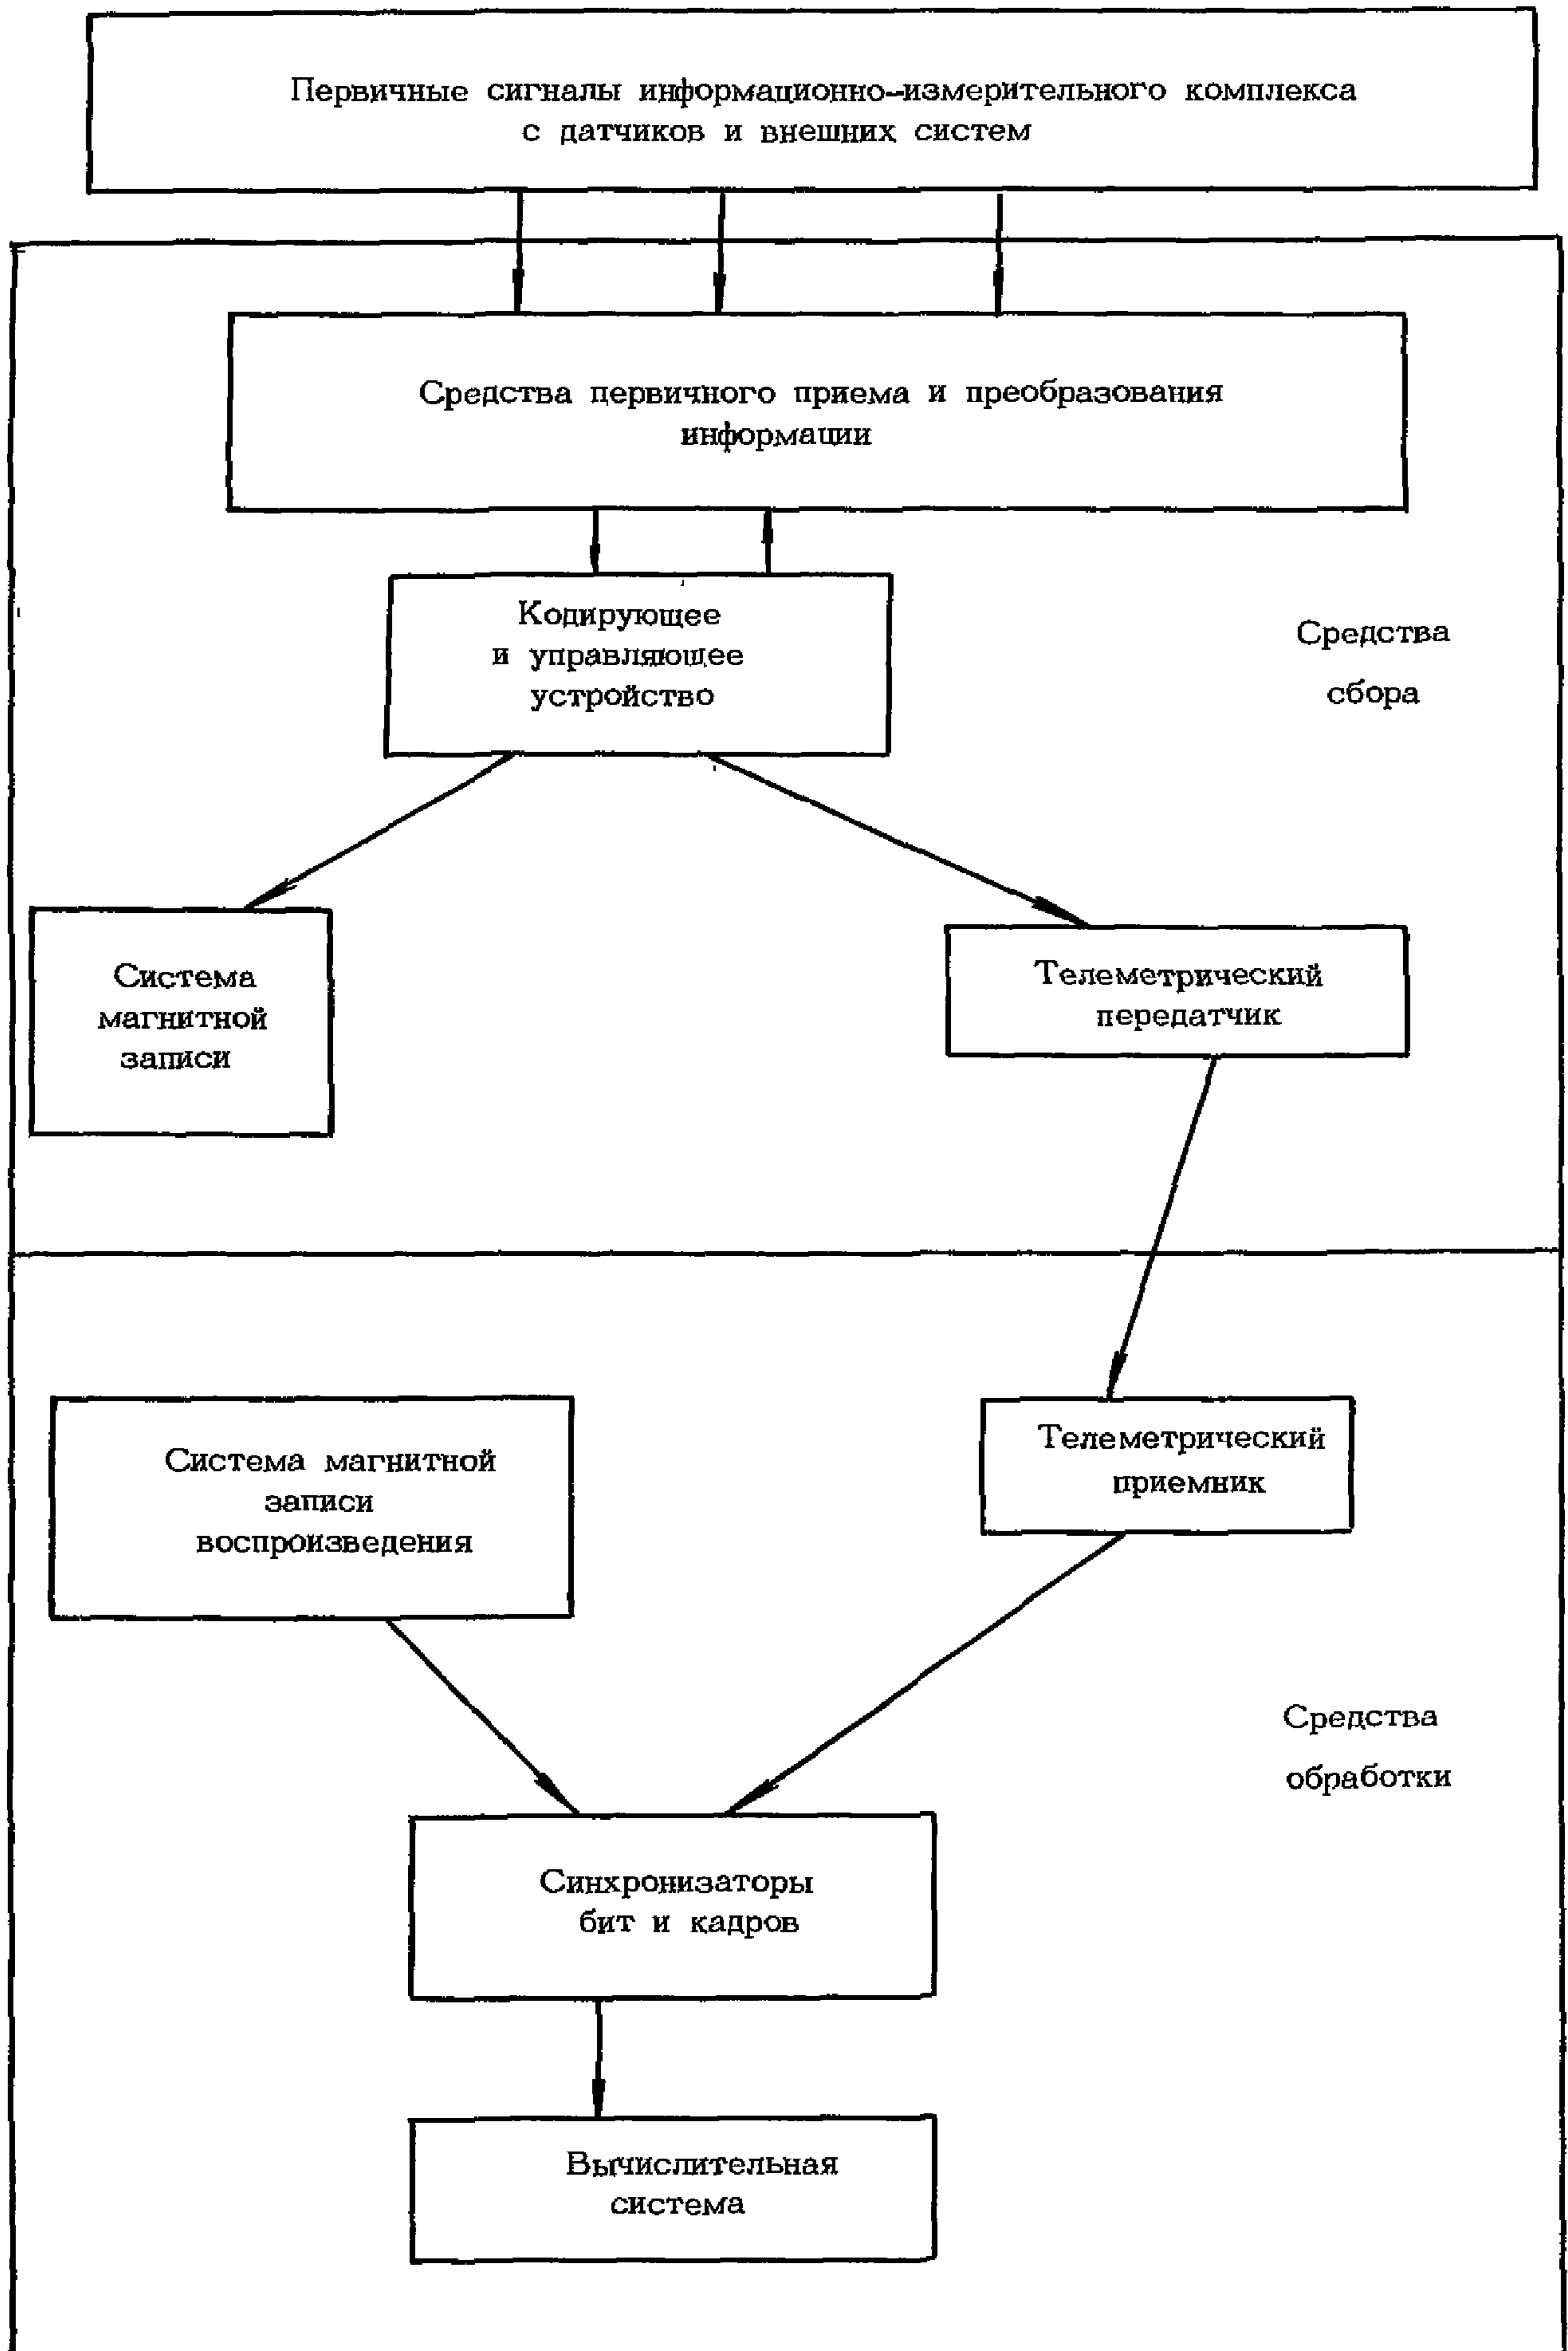 Первичные сигналы информационно-измерительного комплекса
с датчиков и внешних систем
Средства первичного приема и преобразования
информации
Кодирующее
и управляющее
устройство
Средства
сбора
Система
магнитной
записи
Телеметрический
передатчик
Система магнитной
записи
воспроизведения
Телеметрический
приемник
Средства
обработки
Синхронизаторы
бит и кадров
Вычислительная
система